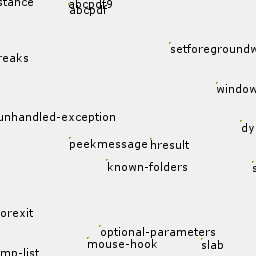 stance
abcpdf9
abcpdf
setforegroundw
reaks
window
unhandled-exception
dy
peekmessage
hresult
known-folders
s
orexit
optional-parameters
mouse-hook
slab
mp-list